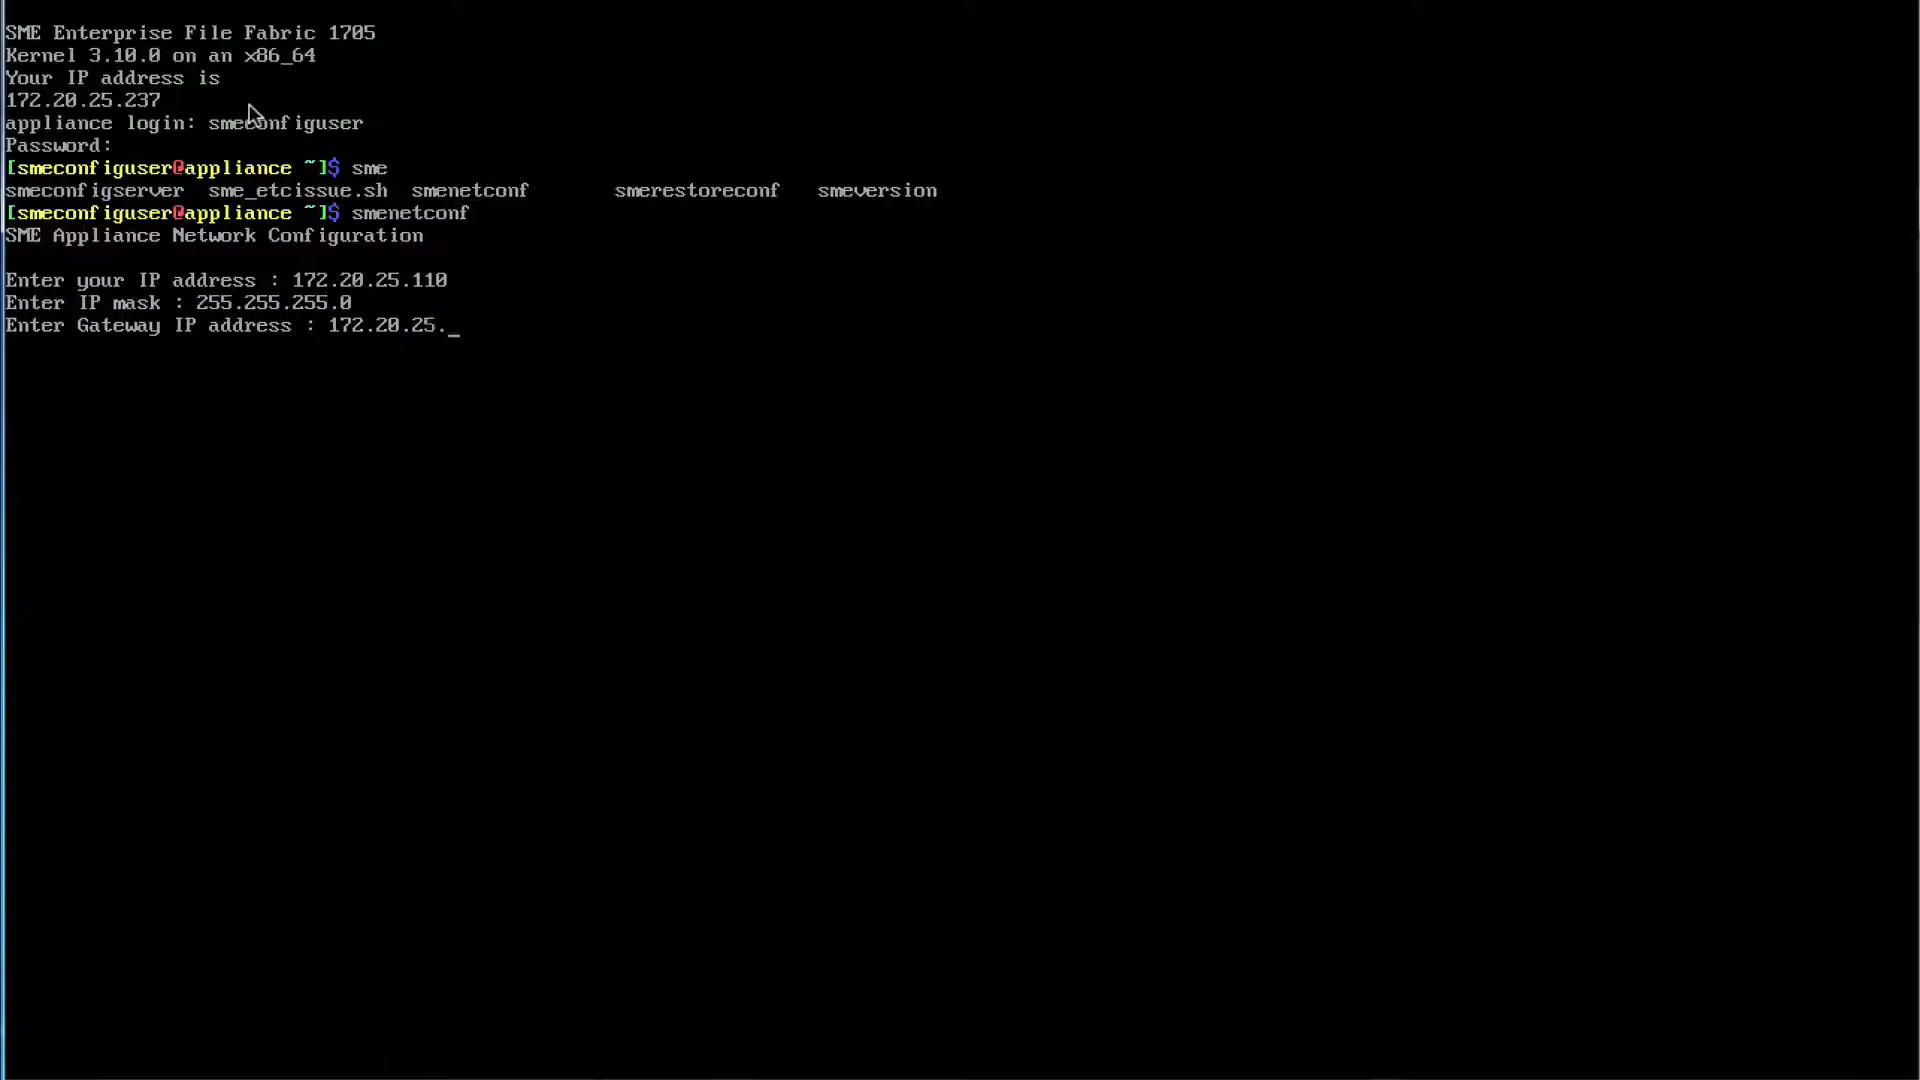 SME Enterprise File Fabric 1705
Kernel 3.10.0 on an x86_64
Your IP address is
172.20.25.237
appliance login: smeconfiguser
Password:
[smeconfiguser@appliance ~]$ sme
smeconfigserver  sme_etcissue.sh  smenetconf       smerestoreconf   smeversion
[smeconfiguser@appliance ~]$ smenetconf
SME Appliance Network Configuration
Enter your IP address : 172.20.25.110
Enter IP mask : 255.255.255.0
Enter Gateway IP address : 172.20.25._